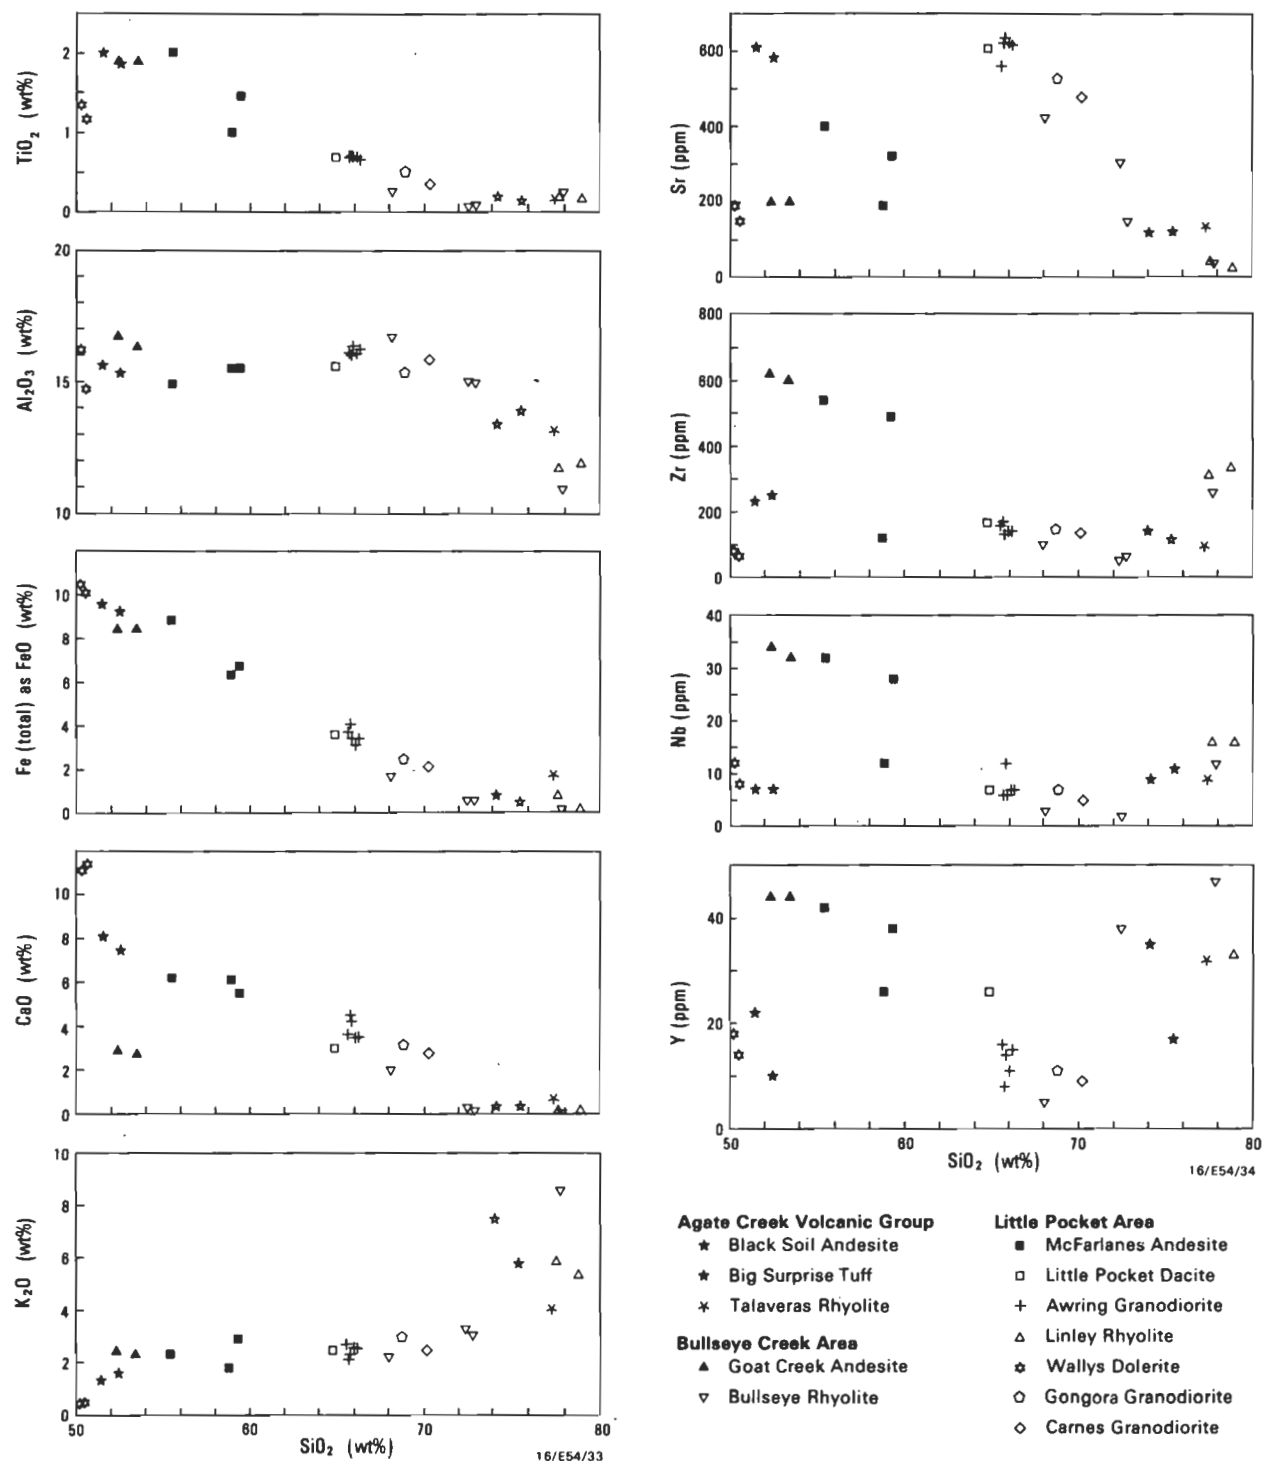 TiO2 (wt%)
2
1
0
Al2O3 (wt%)
20
15
10
Fe (total) as FeO (wt%)
10
8
6
4
2
0
CaO (wt%)
10
8
6
4
2
0
K2O (wt%)
10
8
6
4
2
0
50
60
70
80
SiO2 (wt%)
16/E54/33
Sr (ppm)
600
400
200
0
Zr (ppm)
800
600
400
200
0
Nb (ppm)
40
30
20
10
0
Y (ppm)
40
20
0
50
60
70
80
SiO2 (wt%)
16/E54/34
Agate Creek Volcanic Group
Black Soil Andesite
Big Surprise Tuff
Talaveras Rhyolite
Bullseye Creek Area
Goat Creek Andesite
Bullseye Rhyolite
Little Pocket Area
McFarlanes Andesite
Little Pocket Dacite
Awring Granodiorite
Linley Rhyolite
Wallys Dolerite
Gongora Granodiorite
Carnes Granodiorite